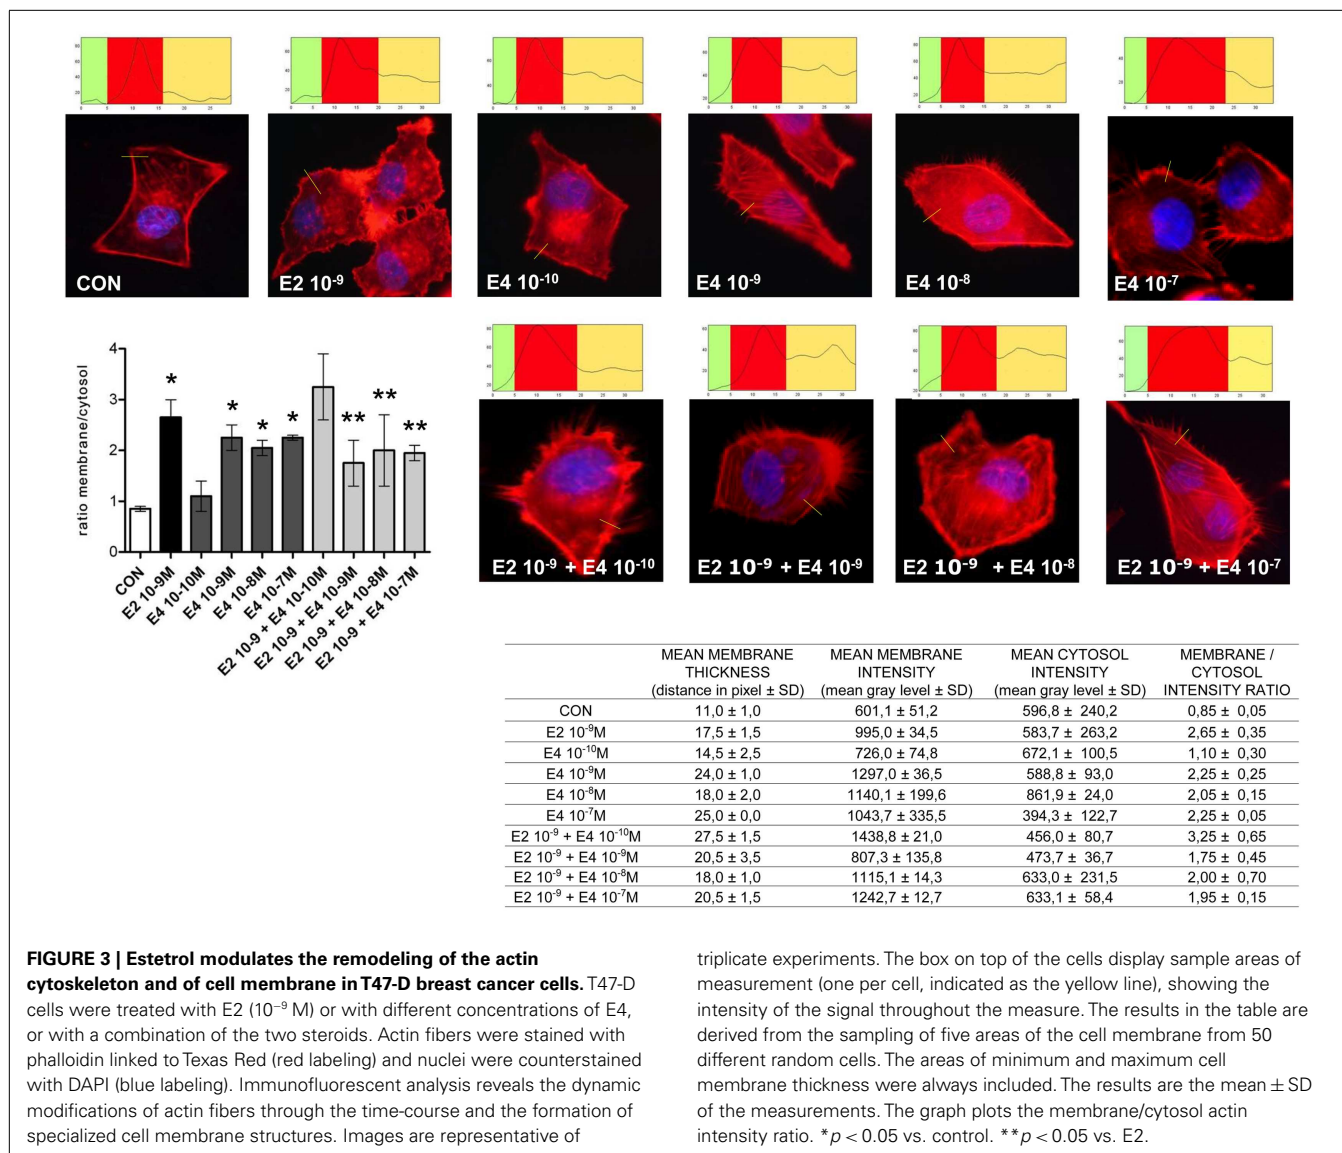 CON
E2 10-9
E4 10-10
E4 10-9
E4 10-8
E4 10-7
ratio membrane/cytosol
4
3
2
1
0
*
*
*
*
**
**
**
CON
E2 10-9M
E4 10-10M
E4 10-9M
E4 10-8M
E4 10-7M
E2 10-9 + E4 10-10M
E2 10-9 + E4 10-9M
E2 10-9 + E4 10-8M
E2 10-9 + E4 10-7M
E2 10-9 + E4 10-10
E2 10-9 + E4 10-9
E2 10-9 + E4 10-8
E2 10-9 + E4 10-7
MEAN MEMBRANE THICKNESS (distance in pixel ± SD)
MEAN MEMBRANE INTENSITY (mean gray level ± SD)
MEAN CYTOSOL INTENSITY (mean gray level ± SD)
MEMBRANE / CYTOSOL INTENSITY RATIO
CON 11,0 ± 1,0 601,1 ± 51,2 596,8 ± 240,2 0,85 ± 0,05
E2 10-9M 17,5 ± 1,5 995,0 ± 34,5 583,7 ± 263,2 2,65 ± 0,35
E4 10-10M 14,5 ± 2,5 726,0 ± 74,8 672,1 ± 100,5 1,10 ± 0,30
E4 10-9M 24,0 ± 1,0 1297,0 ± 36,5 588,8 ± 93,0 2,25 ± 0,25
E4 10-8M 18,0 ± 2,0 1140,1 ± 199,6 861,9 ± 24,0 2,05 ± 0,15
E4 10-7M 25,0 ± 0,0 1043,7 ± 335,5 394,3 ± 122,7 2,25 ± 0,05
E2 10-9 + E4 10-10M 27,5 ± 1,5 1438,8 ± 21,0 456,0 ± 80,7 3,25 ± 0,65
E2 10-9 + E4 10-9M 20,5 ± 3,5 807,3 ± 135,8 473,7 ± 36,7 1,75 ± 0,45
E2 10-9 + E4 10-8M 18,0 ± 1,0 1115,1 ± 14,3 633,0 ± 231,5 2,00 ± 0,70
E2 10-9 + E4 10-7M 20,5 ± 1,5 1242,7 ± 12,7 633,1 ± 58,4 1,95 ± 0,15
FIGURE 3 | Estetrol modulates the remodeling of the actin
cytoskeleton and of cell membrane in T47-D breast cancer cells. T47-D
cells were treated with E2 (10−9 M) or with different concentrations of E4,
or with a combination of the two steroids. Actin fibers were stained with
phalloidin linked to Texas Red (red labeling) and nuclei were counterstained
with DAPI (blue labeling). Immunofluorescent analysis reveals the dynamic
modifications of actin fibers through the time-course and the formation of
specialized cell membrane structures. Images are representative of
triplicate experiments. The box on top of the cells display sample areas of
measurement (one per cell, indicated as the yellow line), showing the
intensity of the signal throughout the measure. The results in the table are
derived from the sampling of five areas of the cell membrane from 50
different random cells. The areas of minimum and maximum cell
membrane thickness were always included. The results are the mean ± SD
of the measurements. The graph plots the membrane/cytosol actin
intensity ratio. *p < 0.05 vs. control. **p < 0.05 vs. E2.